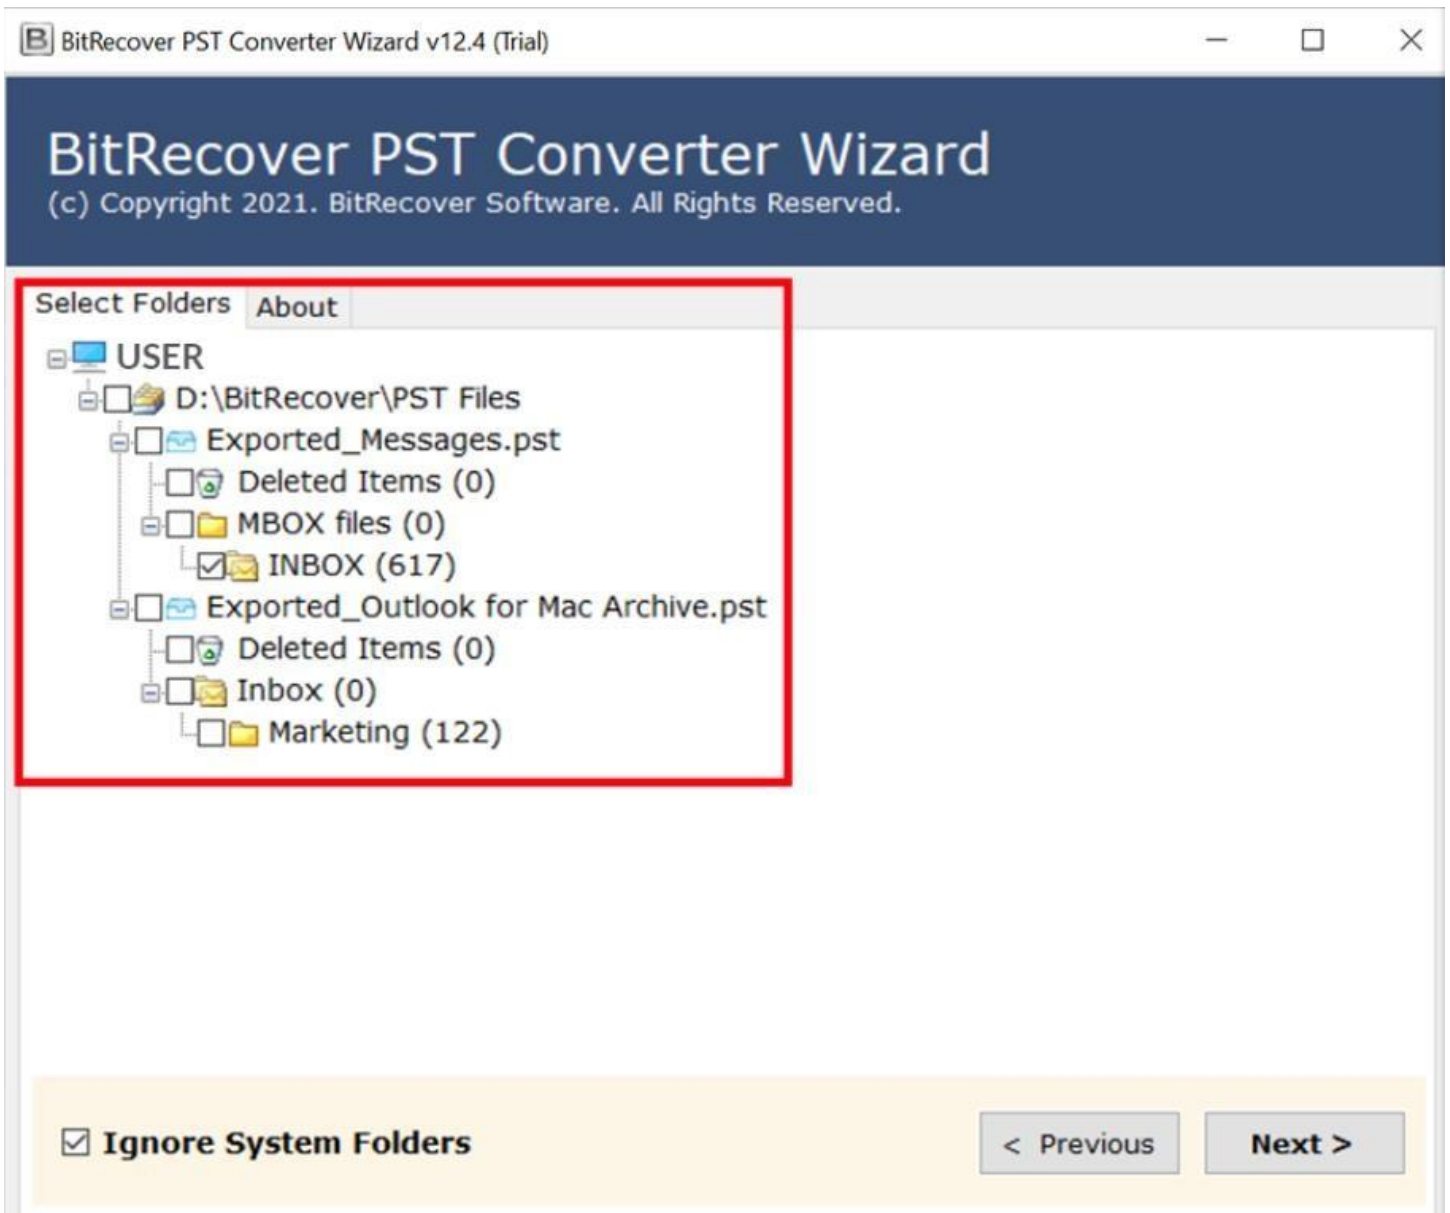 BitRecover PST Converter Wizard v12.4 (Trial)
BitRecover PST Converter Wizard
(c) Copyright 2021. BitRecover Software. All Rights Reserved.
Select Folders About
USER
D:\BitRecover\PST Files
Exported_Messages.pst
Deleted Items (0)
MBOX files (0)
INBOX (617)
Exported_Outlook for Mac Archive.pst
Deleted Items (0)
Inbox (0)
Marketing (122)
Ignore System Folders < Previous Next >